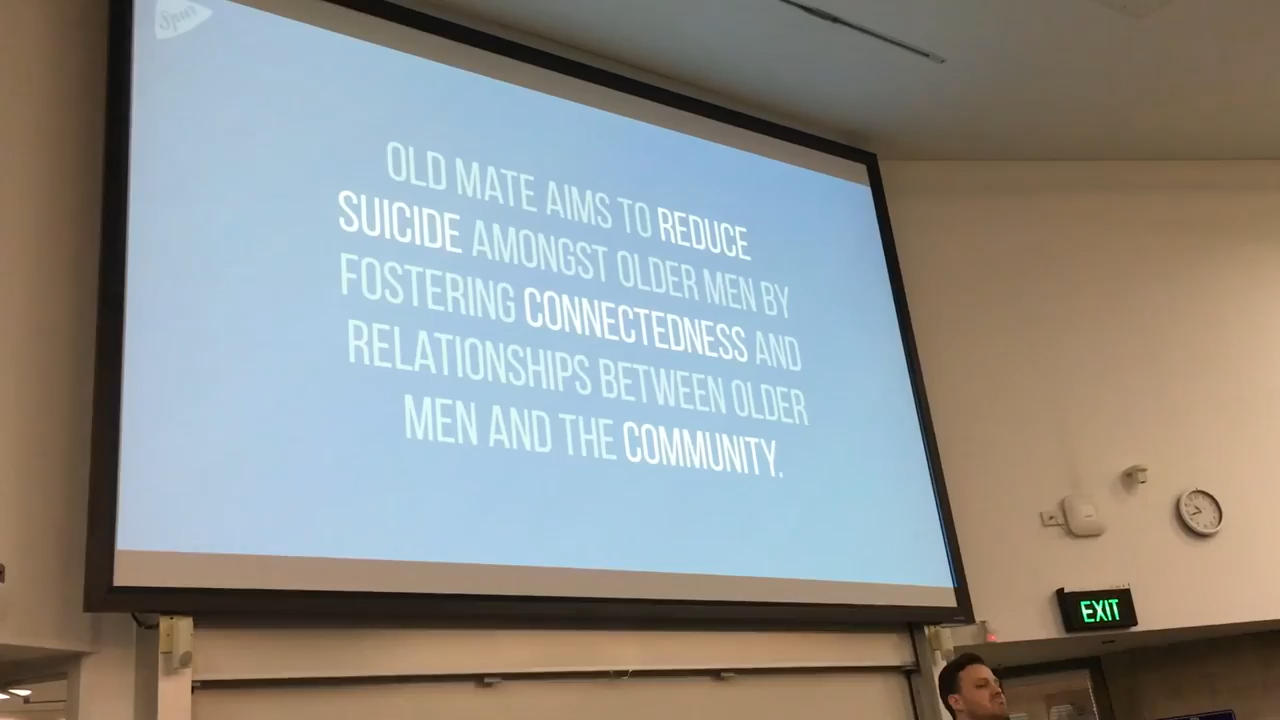 Spur
OLD MATE AIMS TO REDUCE
SUICIDE AMONGST OLDER MEN BY
FOSTERING CONNECTEDNESS AND
RELATIONSHIPS BETWEEN OLDER
MEN AND THE COMMUNITY.
EXIT